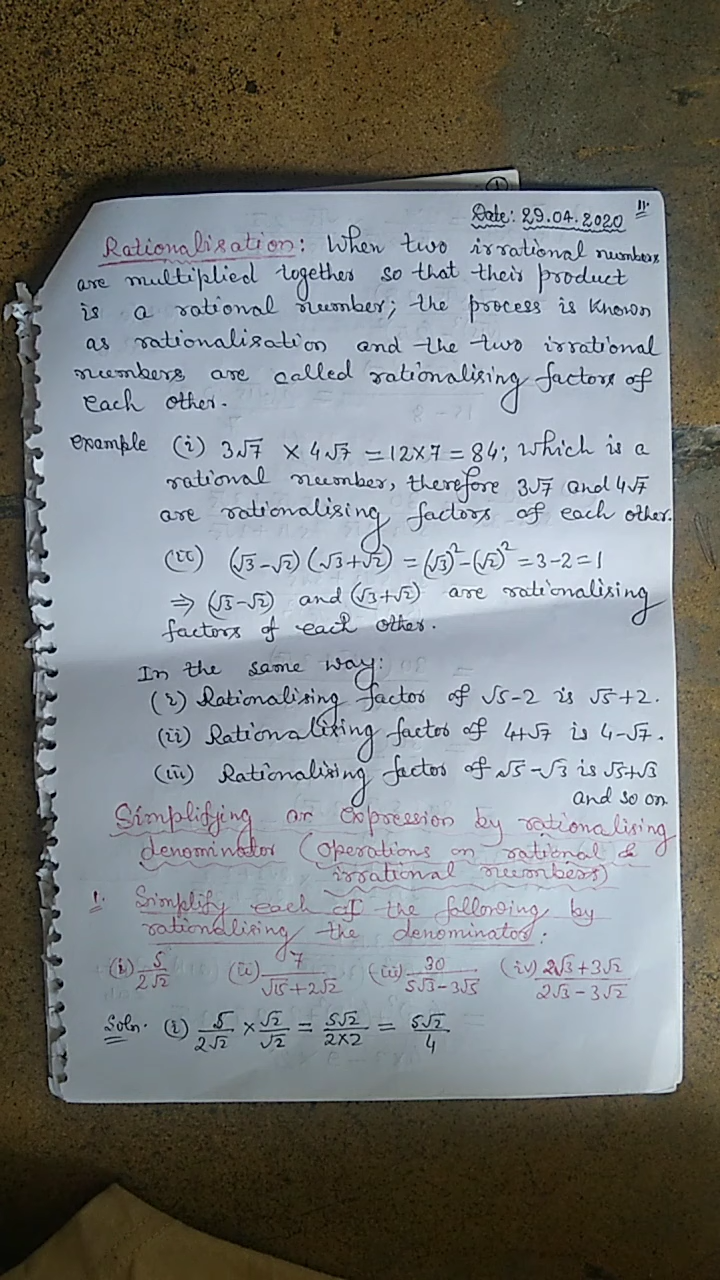 ①
Date: 29.04.2020
Rationalisation: When two irrational numbers
are multiplied together so that their product
is a rational number; the process is known
as rationalisation and the two irrational
numbers are called rationalising factors of
each other.
example (i) 3√7 × 4√7 = 12×7 = 84; which is a
rational number, therefore 3√7 and 4√7
are rationalising factors of each other.
(ii) (√3-√2)(√3+√2) = (√3)² - (√2)² = 3-2 = 1
⇒ (√3-√2) and (√3+√2) are rationalising
factors of each other.
In the same way:
(i) Rationalising factor of √5-2 is √5+2.
(ii) Rationalising factor of 4+√7 is 4-√7.
(iii) Rationalising factor of √5-√3 is √5+√3
and so on
Simplifying an expression by rationalising
denominator (operations on rational &
irrational numbers)
1. Simplify each of the following by
rationalising the denominator:
(i) 5/2√2 (ii) 7/√15+2√2 (iii) 30/5√3-3√5 (iv) 2√3+3√2/2√3-3√2
Soln. (i) 5/2√2 × √2/√2 = 5√2/2×2 = 5√2/4